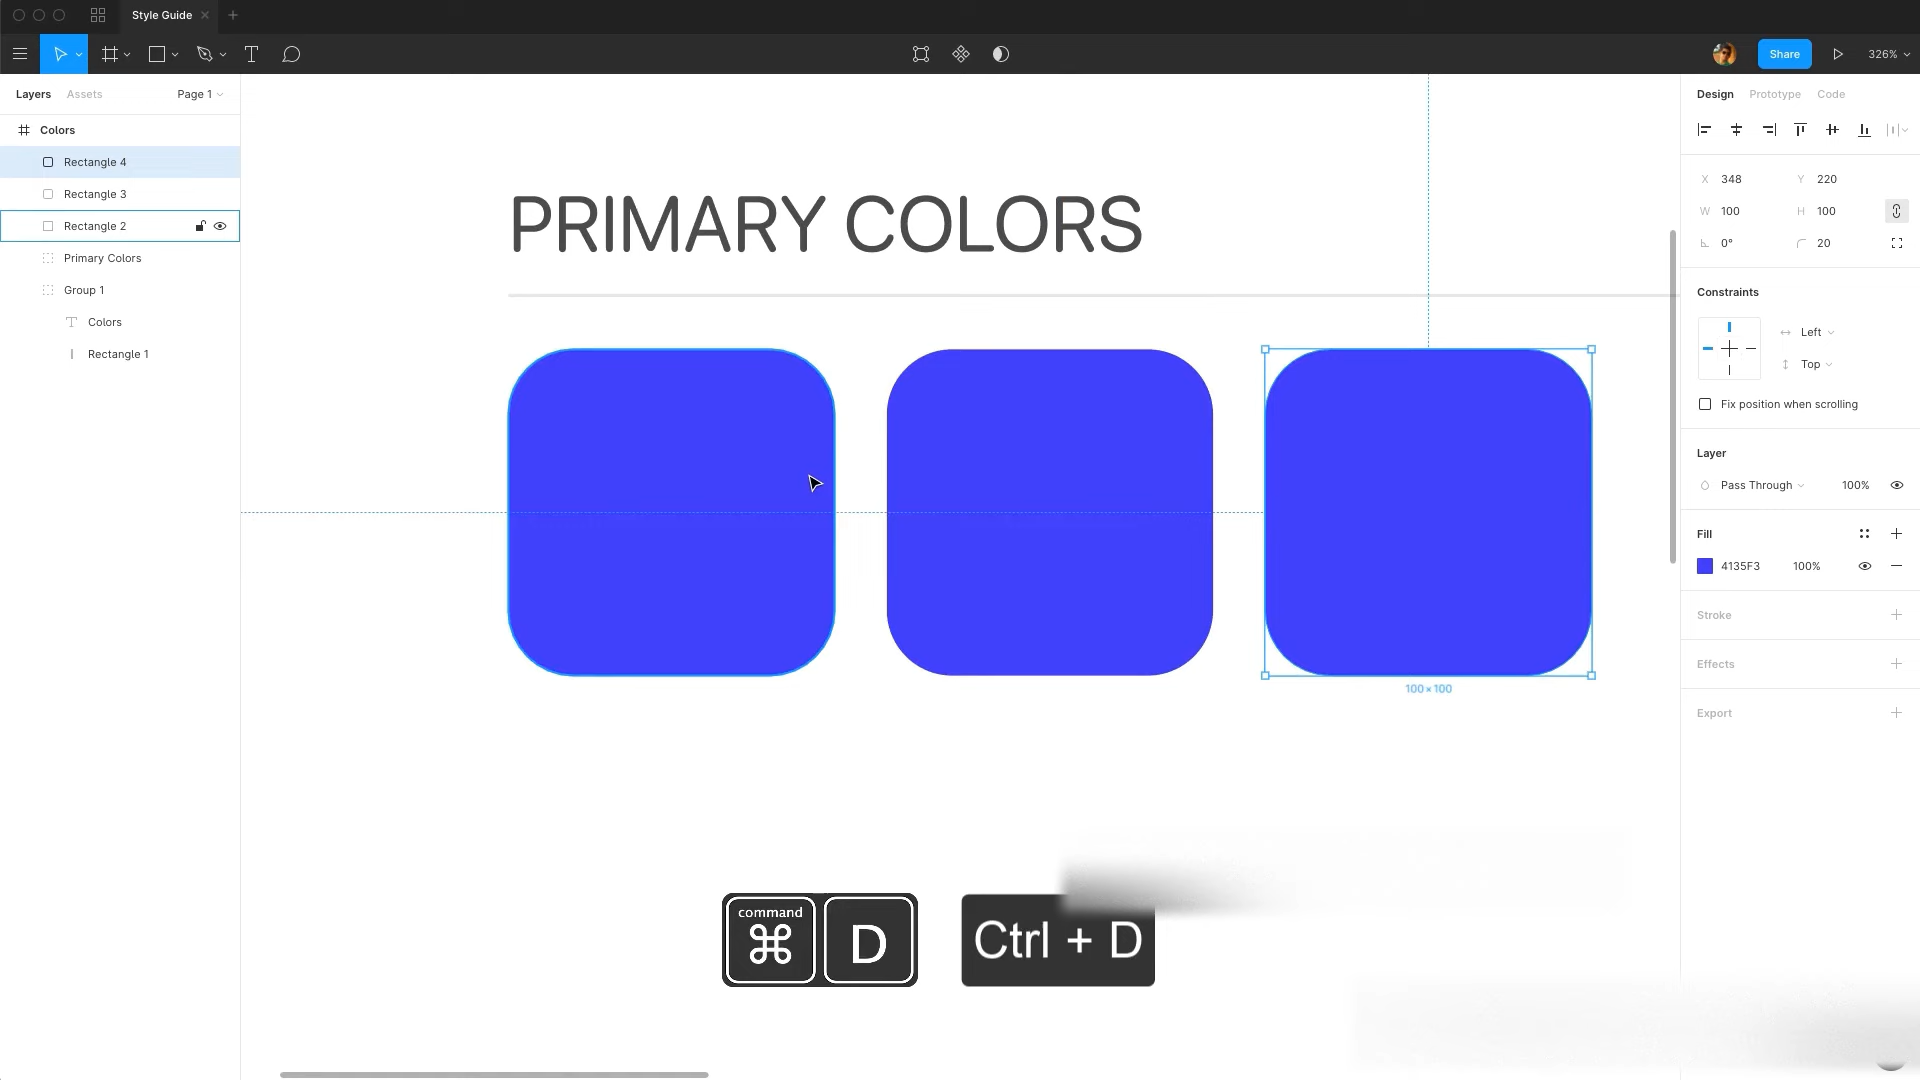 Style Guide
Share
326%
Layers
Assets
Page 1
Design
Prototype
Code
Colors
Rectangle 4
Rectangle 3
Rectangle 2
Primary Colors
Group 1
Colors
Rectangle 1
PRIMARY COLORS
100 × 100
command
⌘
D
Ctrl + D
X 348
Y 220
W 100
H 100
0°
20
Constraints
Left
Top
Fix position when scrolling
Layer
Pass Through
100%
Fill
4135F3
100%
Stroke
Effects
Export